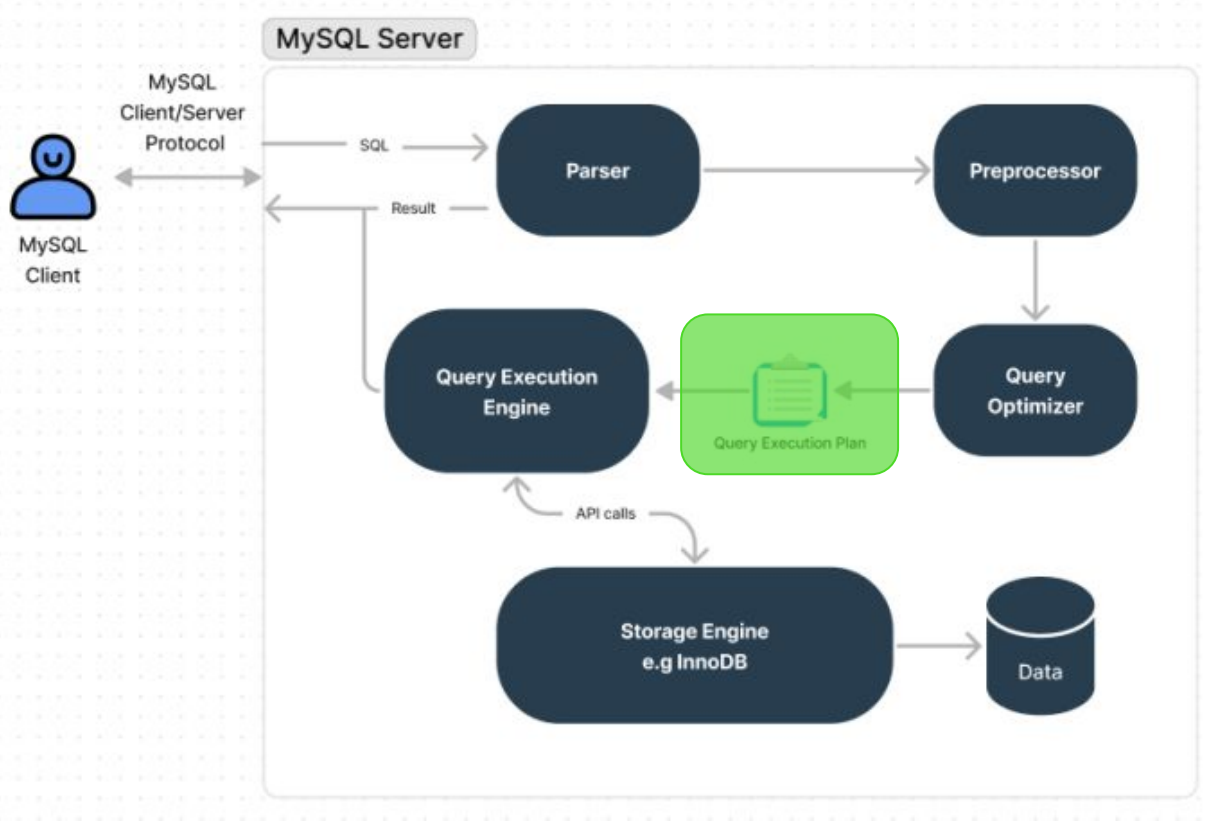 MySQL Server
MySQL
Client/Server
Protocol
MySQL
Client
SQL
Result
Parser
Preprocessor
Query Execution
Engine
Query Execution Plan
Query
Optimizer
API calls
Storage Engine
e.g InnoDB
Data